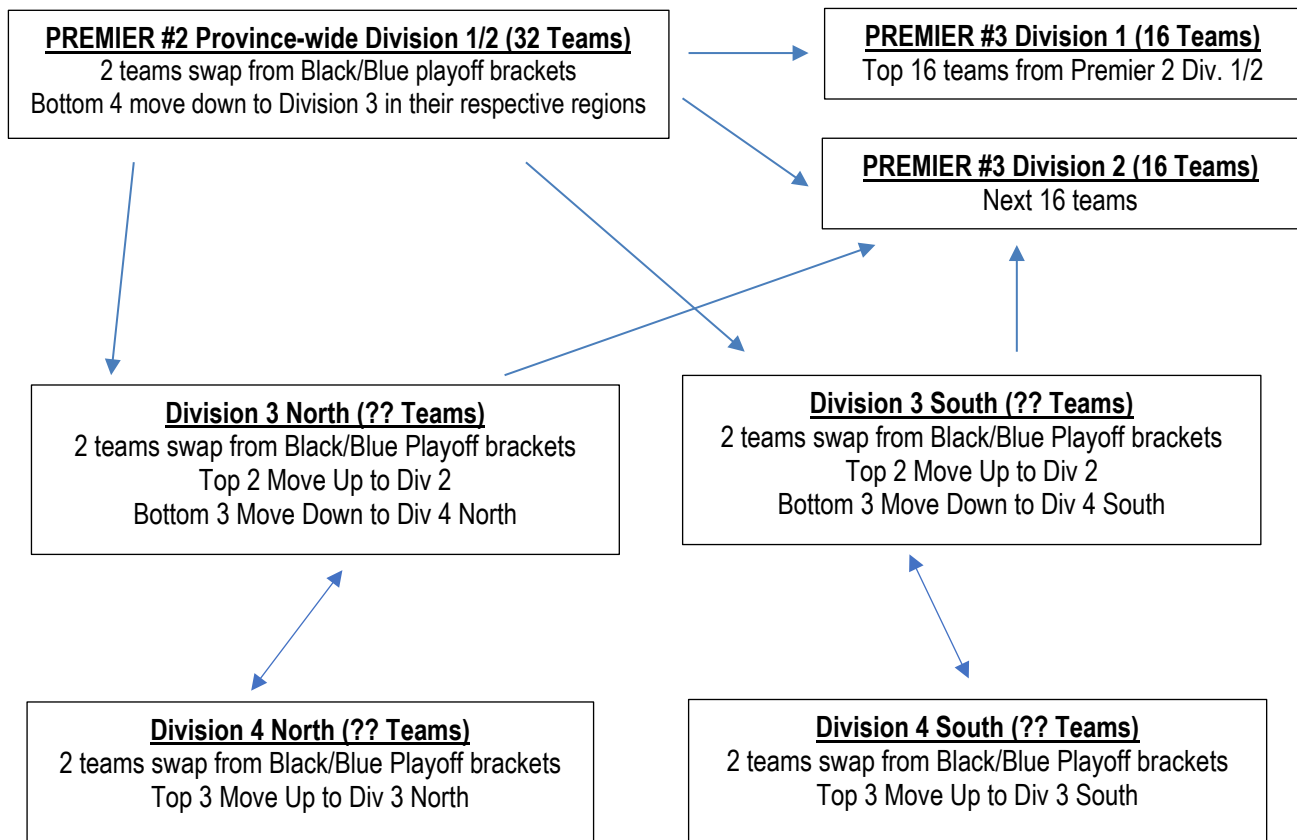 PREMIER #2 Province-wide Division 1/2 (32 Teams)
2 teams swap from Black/Blue playoff brackets
Bottom 4 move down to Division 3 in their respective regions
PREMIER #3 Division 1 (16 Teams)
Top 16 teams from Premier 2 Div. 1/2
PREMIER #3 Division 2 (16 Teams)
Next 16 teams
Division 3 North (?? Teams)
2 teams swap from Black/Blue Playoff brackets
Top 2 Move Up to Div 2
Bottom 3 Move Down to Div 4 North
Division 3 South (?? Teams)
2 teams swap from Black/Blue Playoff brackets
Top 2 Move Up to Div 2
Bottom 3 Move Down to Div 4 South
Division 4 North (?? Teams)
2 teams swap from Black/Blue Playoff brackets
Top 3 Move Up to Div 3 North
Division 4 South (?? Teams)
2 teams swap from Black/Blue Playoff brackets
Top 3 Move Up to Div 3 South